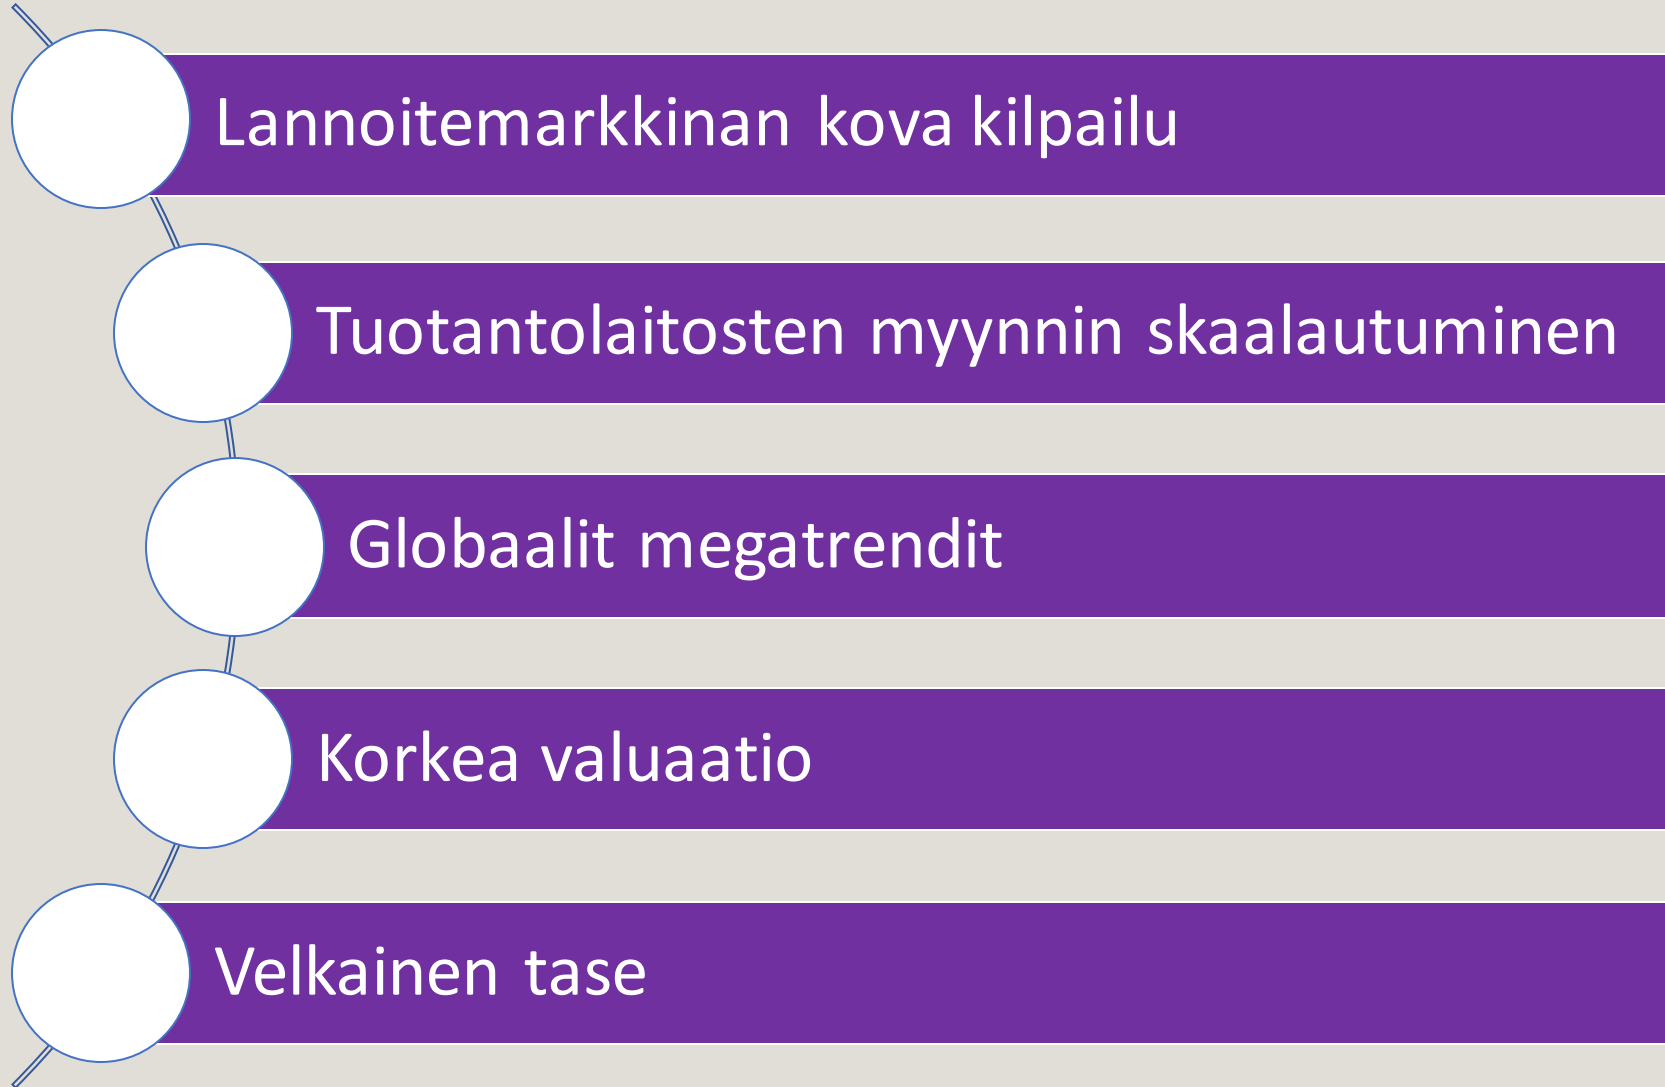 Lannoitemarkkinan kova kilpailu
Tuotantolaitosten myynnin skaalautuminen
Globaalit megatrendit
Korkea valuaatio
Velkainen tase